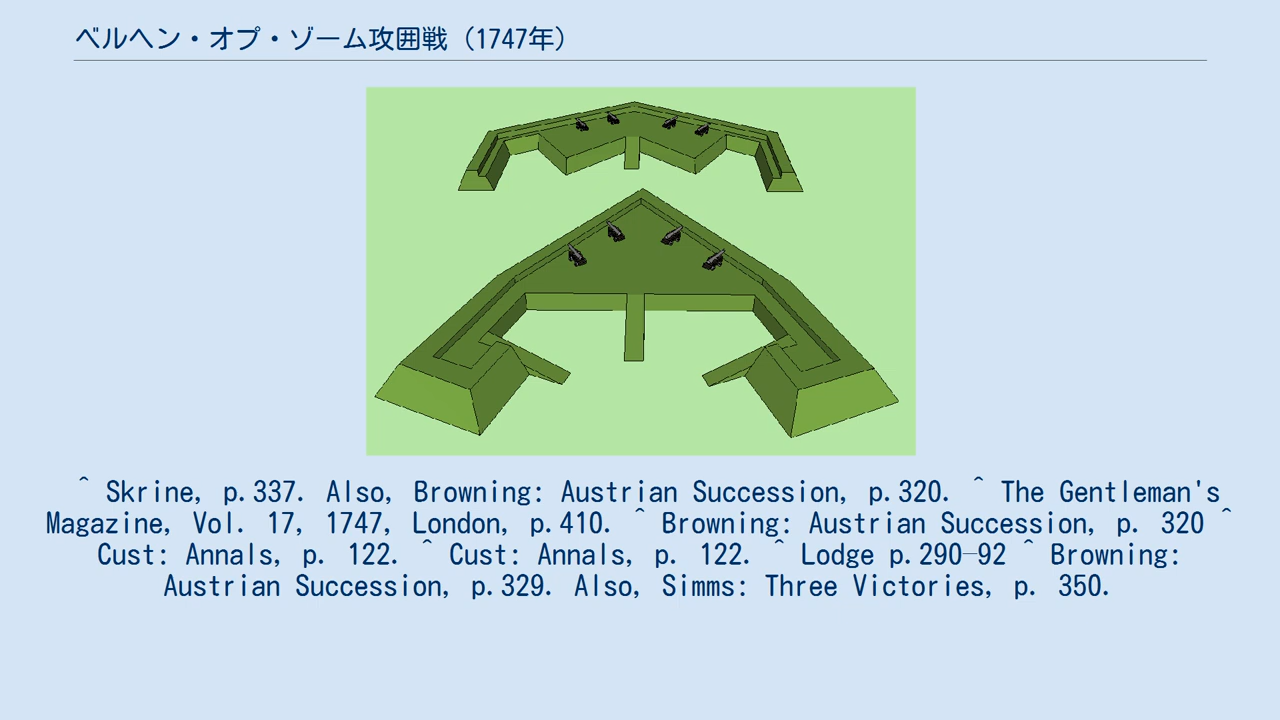 ベルヘン・オプ・ゾーム攻囲戦（1747年）
^ Skrine, p.337. Also, Browning: Austrian Succession, p.320. ^ The Gentleman's
Magazine, Vol. 17, 1747, London, p.410. ^ Browning: Austrian Succession, p. 320 ^
Cust: Annals, p. 122. ^ Cust: Annals, p. 122. ^ Lodge p.290–92 ^ Browning:
Austrian Succession, p.329. Also, Simms: Three Victories, p. 350.